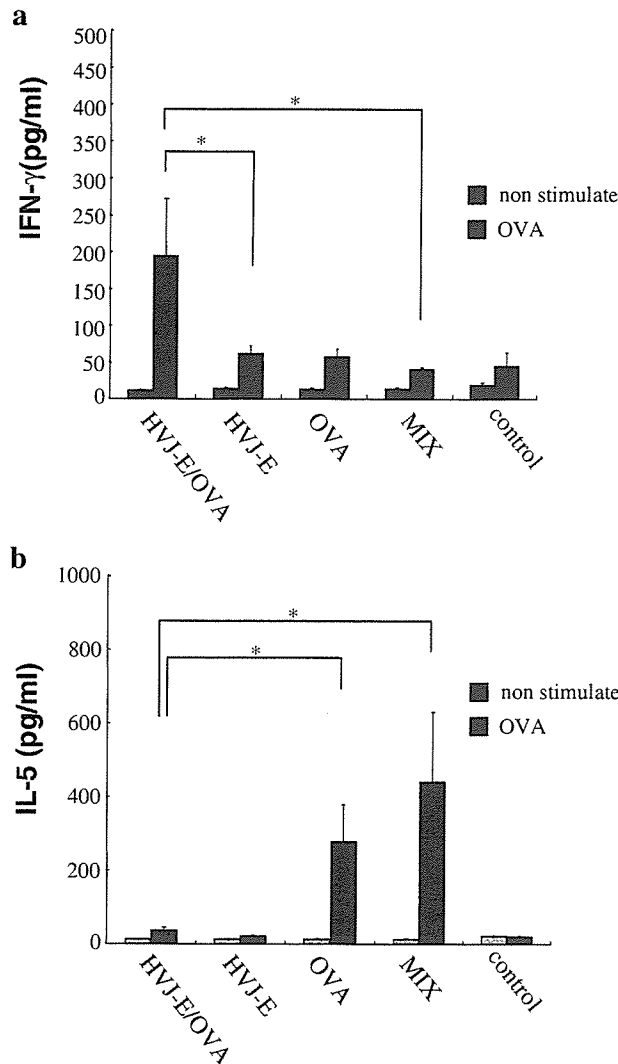 a
IFN-γ(pg/ml)
500
450
400
350
300
250
200
150
100
50
0
*
*
non stimulate
OVA
HVJ-E/OVA
HVJ-E
OVA
MIX
control
b
IL-5 (pg/ml)
1000
800
600
400
200
0
*
*
non stimulate
OVA
HVJ-E/OVA
HVJ-E
OVA
MIX
control